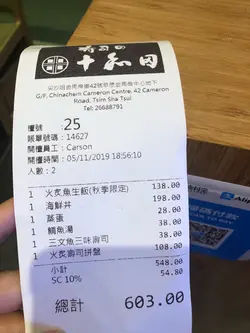 壽司の
十和田
尖沙咀金馬倫道42號華懋金馬倫中心地下
G/F, Chinachem Cameron Centre, 42 Cameron
Road, Tsim Sha Tsui
Tel: 26688791
檯號 :25
賬單號碼 : 14627
開檯員工 : Carson
開檯時間 : 05/11/2019 18:56:10
人數 : 2
1 火炙魚生飯(秋季限定) 138.00
1 海鮮丼 198.00
1 蒸蛋 28.00
1 鯛魚湯 38.00
1 三文魚三味壽司 38.00
1 火炙壽司拼盤 108.00
小計 548.00
SC 10% 54.80
總計 603.00